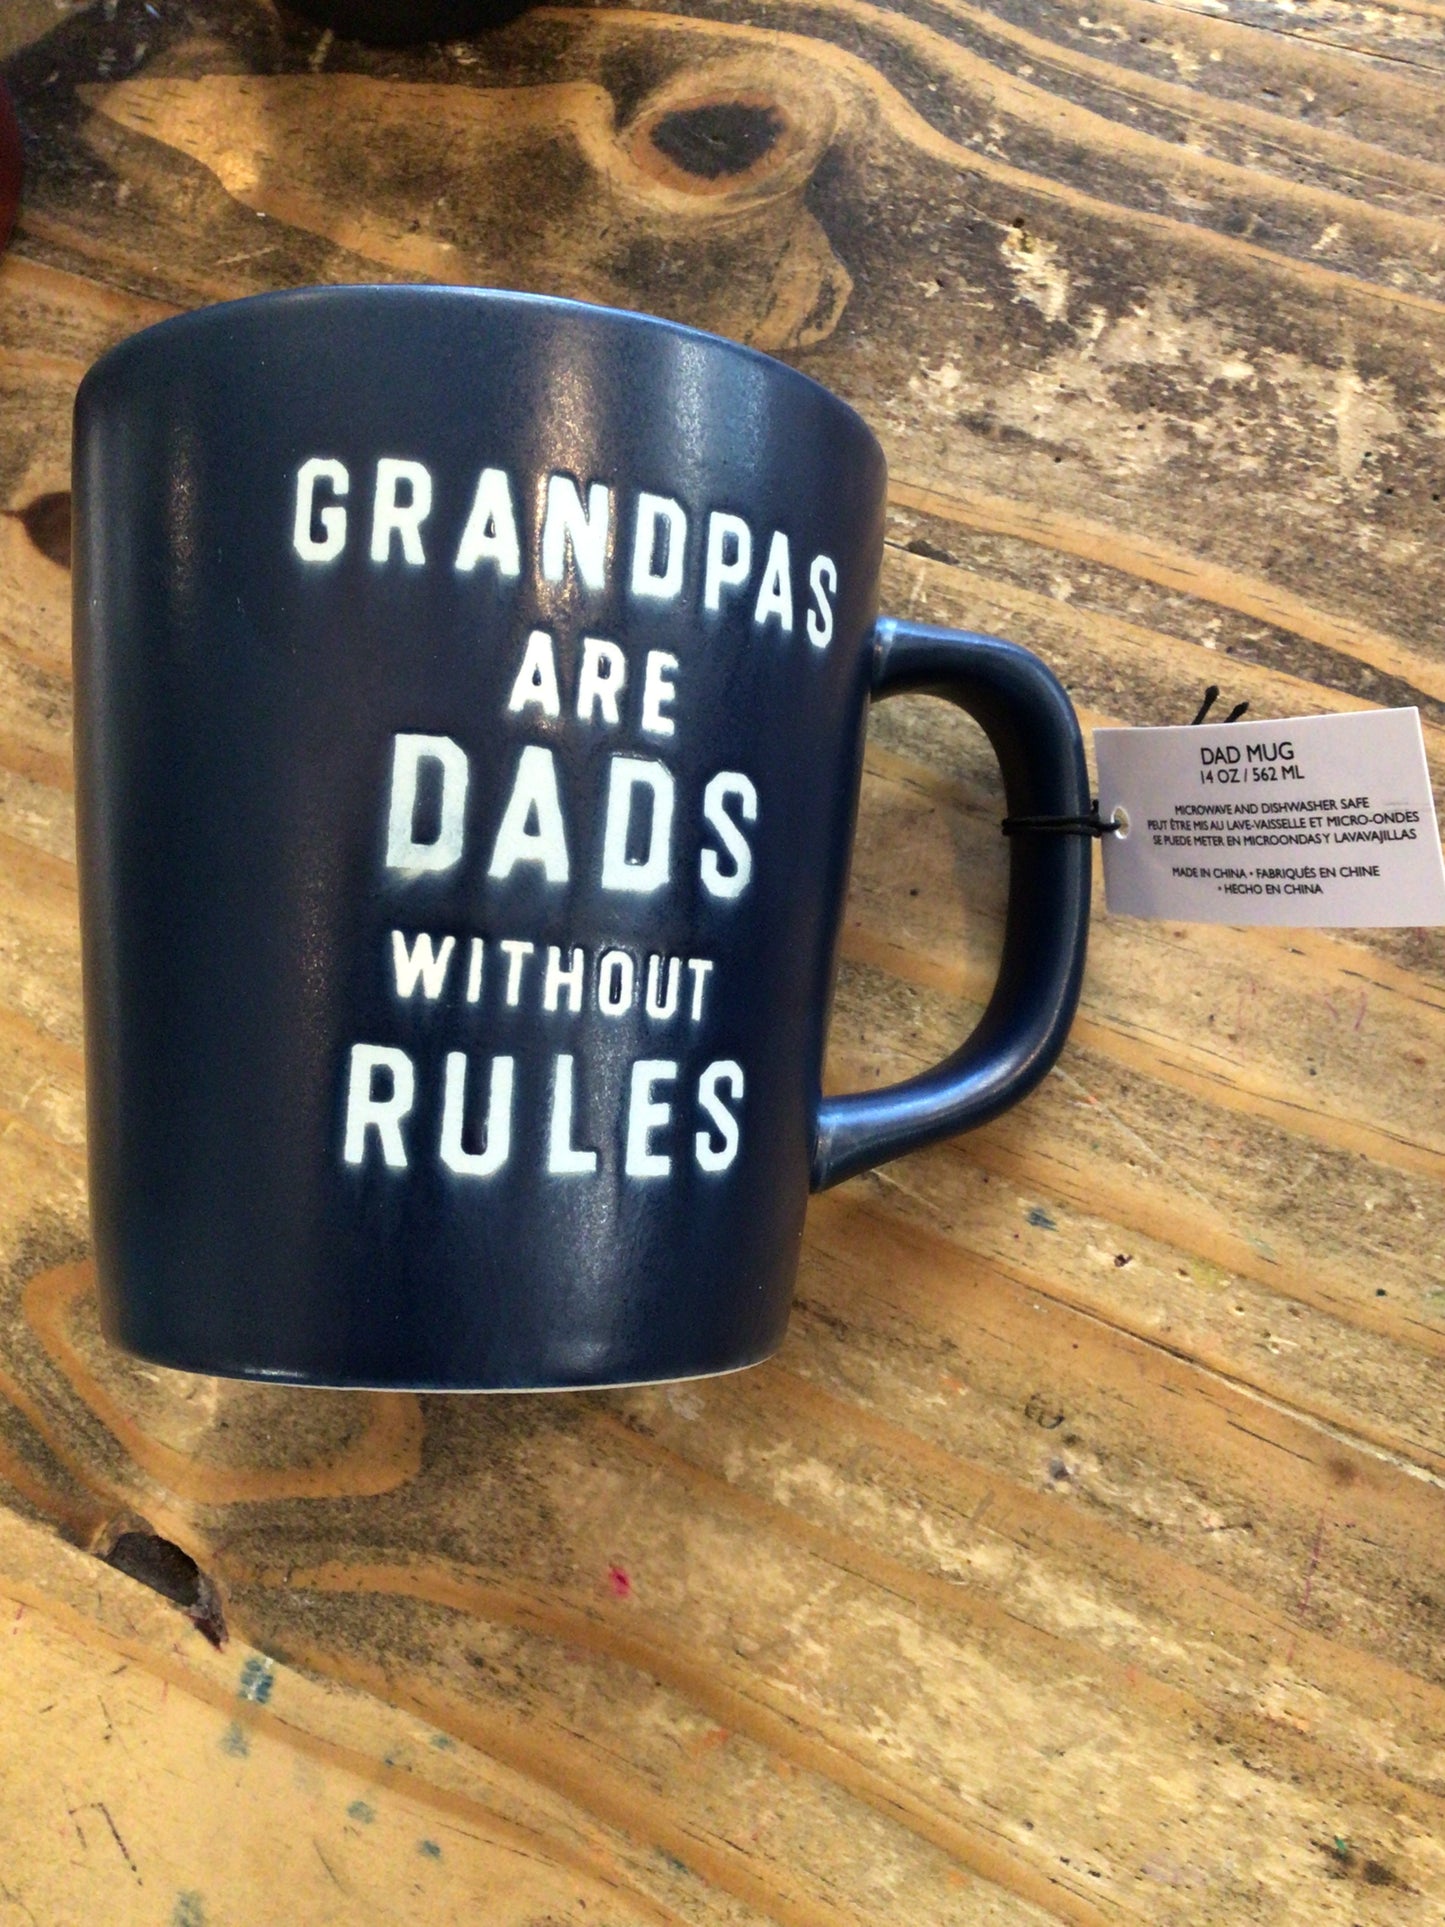 GRANDPAS
ARE
DADS
WITHOUT
RULES
DAD MUG
14 OZ / 562 ML
MICROWAVE AND DISHWASHER SAFE
PEUT ÊTRE MIS AU LAVE-VAISSELLE ET MICRO-ONDES
SE PUEDE METER EN MICROONDAS Y LAVAVAJILLAS
MADE IN CHINA • FABRIQUÉS EN CHINE
• HECHO EN CHINA